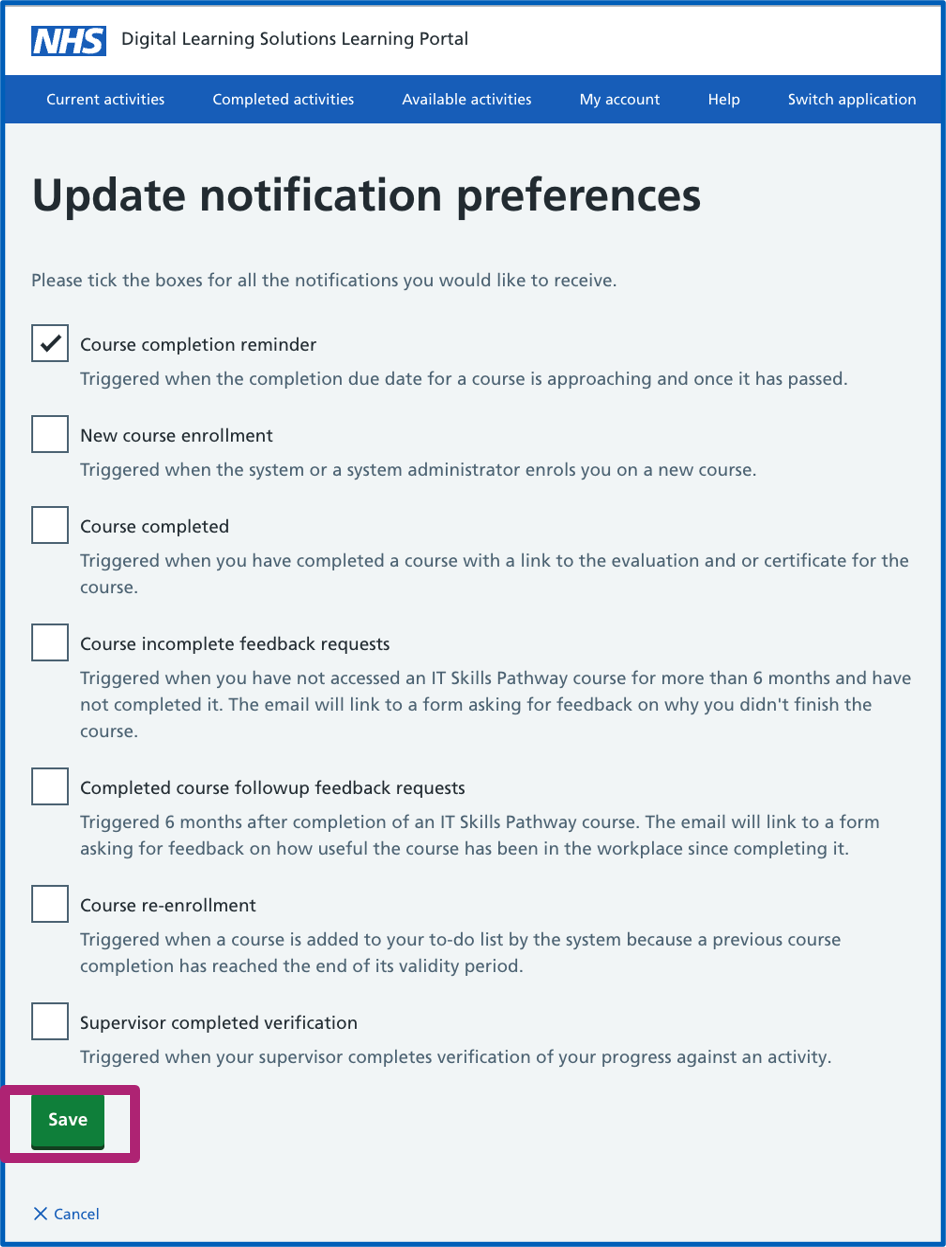 NHS Digital Learning Solutions Learning Portal
Current activities Completed activities Available activities My account Help Switch application
Update notification preferences
Please tick the boxes for all the notifications you would like to receive.
Course completion reminder
Triggered when the completion due date for a course is approaching and once it has passed.
New course enrollment
Triggered when the system or a system administrator enrols you on a new course.
Course completed
Triggered when you have completed a course with a link to the evaluation and or certificate for the
course.
Course incomplete feedback requests
Triggered when you have not accessed an IT Skills Pathway course for more than 6 months and have
not completed it. The email will link to a form asking for feedback on why you didn't finish the
course.
Completed course followup feedback requests
Triggered 6 months after completion of an IT Skills Pathway course. The email will link to a form
asking for feedback on how useful the course has been in the workplace since completing it.
Course re-enrollment
Triggered when a course is added to your to-do list by the system because a previous course
completion has reached the end of its validity period.
Supervisor completed verification
Triggered when your supervisor completes verification of your progress against an activity.
Save
Cancel